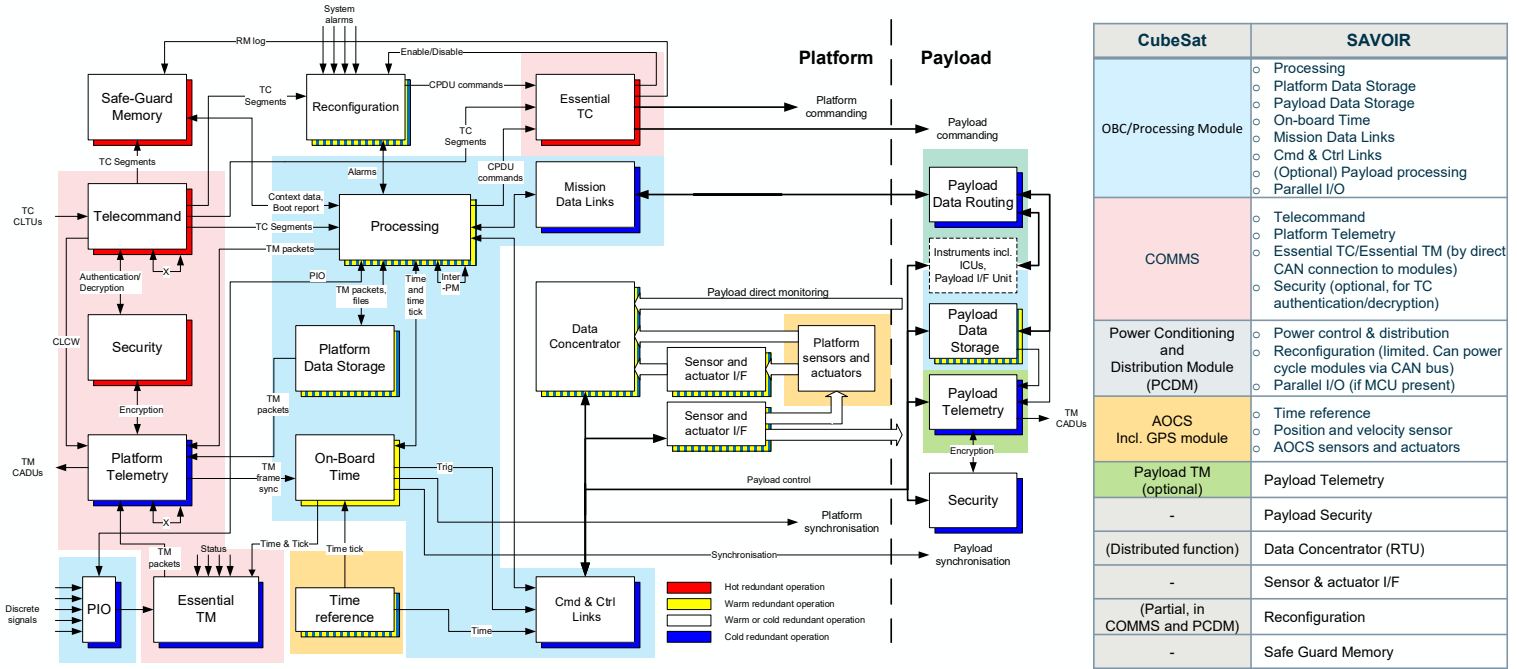 System
alarms
RM log
Enable/Disable
Platform
Payload
Safe-Guard
Memory
TC
Segments
Reconfiguration
CPDU commands
Essential
TC
Platform
commanding
TC
Segments
Payload
commanding
TC Segments
Alarms
CPDU
commands
TC
CLTUs
Telecommand
Context data,
Boot report
TC Segments
Processing
Mission
Data Links
Payload
Data Routing
TM packets
X
Authentication/
Decryption
PIO
TM packets,
files
Time
and
time
tick
Inter
-PM
Instruments incl.
ICUs,
Payload I/F Unit
Payload direct monitoring
CLCW
Security
Platform
Data Storage
Data
Concentrator
Sensor and
actuator I/F
Platform
sensors and
actuators
Payload
Data
Storage
Encryption
TM
packets
Sensor and
actuator I/F
Payload
Telemetry
TM
CADUs
TM
CADUs
Platform
Telemetry
TM
frame
sync
On-Board
Time
Trig
Encryption
Payload control
Security
X
Platform
synchronisation
TM
packets
Status
Time & Tick
Time tick
Synchronisation
Payload
synchronisation
Discrete
signals
PIO
Essential
TM
Time
reference
Time
Cmd & Ctrl
Links
Hot redundant operation
Warm redundant operation
Warm or cold redundant operation
Cold redundant operation
CubeSat
SAVOIR
OBC/Processing Module
o Processing
o Platform Data Storage
o Payload Data Storage
o On-board Time
o Mission Data Links
o Cmd & Ctrl Links
o (Optional) Payload processing
o Parallel I/O
COMMS
o Telecommand
o Platform Telemetry
o Essential TC/Essential TM (by direct
CAN connection to modules)
o Security (optional, for TC
authentication/decryption)
Power Conditioning
and
Distribution Module
(PCDM)
o Power control & distribution
o Reconfiguration (limited. Can power
cycle modules via CAN bus)
o Parallel I/O (if MCU present)
AOCS
Incl. GPS module
o Time reference
o Position and velocity sensor
o AOCS sensors and actuators
Payload TM
(optional)
Payload Telemetry
-
Payload Security
(Distributed function)
Data Concentrator (RTU)
-
Sensor & actuator I/F
(Partial, in
COMMS and PCDM)
Reconfiguration
-
Safe Guard Memory